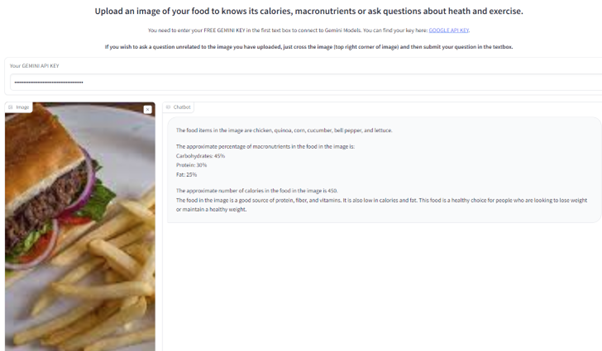 Upload an image of your food to knows its calories, macronutrients or ask questions about heath and exercise.
You need to enter your FREE GEMINI KEY in the first text box to connect to Gemini Models. You can find your key here: GOOGLE API KEY.
If you wish to ask a question unrelated to the image you have uploaded, just cross the image (top right corner of image) and then submit your question in the textbox.
Your GEMINI API KEY
Image
Chatbot
The food items in the image are chicken, quinoa, corn, cucumber, bell pepper, and lettuce.
The approximate percentage of macronutrients in the food in the image is:
Carbohydrates: 45%
Protein: 30%
Fat: 25%
The approximate number of calories in the food in the image is 450.
The food in the image is a good source of protein, fiber, and vitamins. It is also low in calories and fat. This food is a healthy choice for people who are looking to lose weight
or maintain a healthy weight.